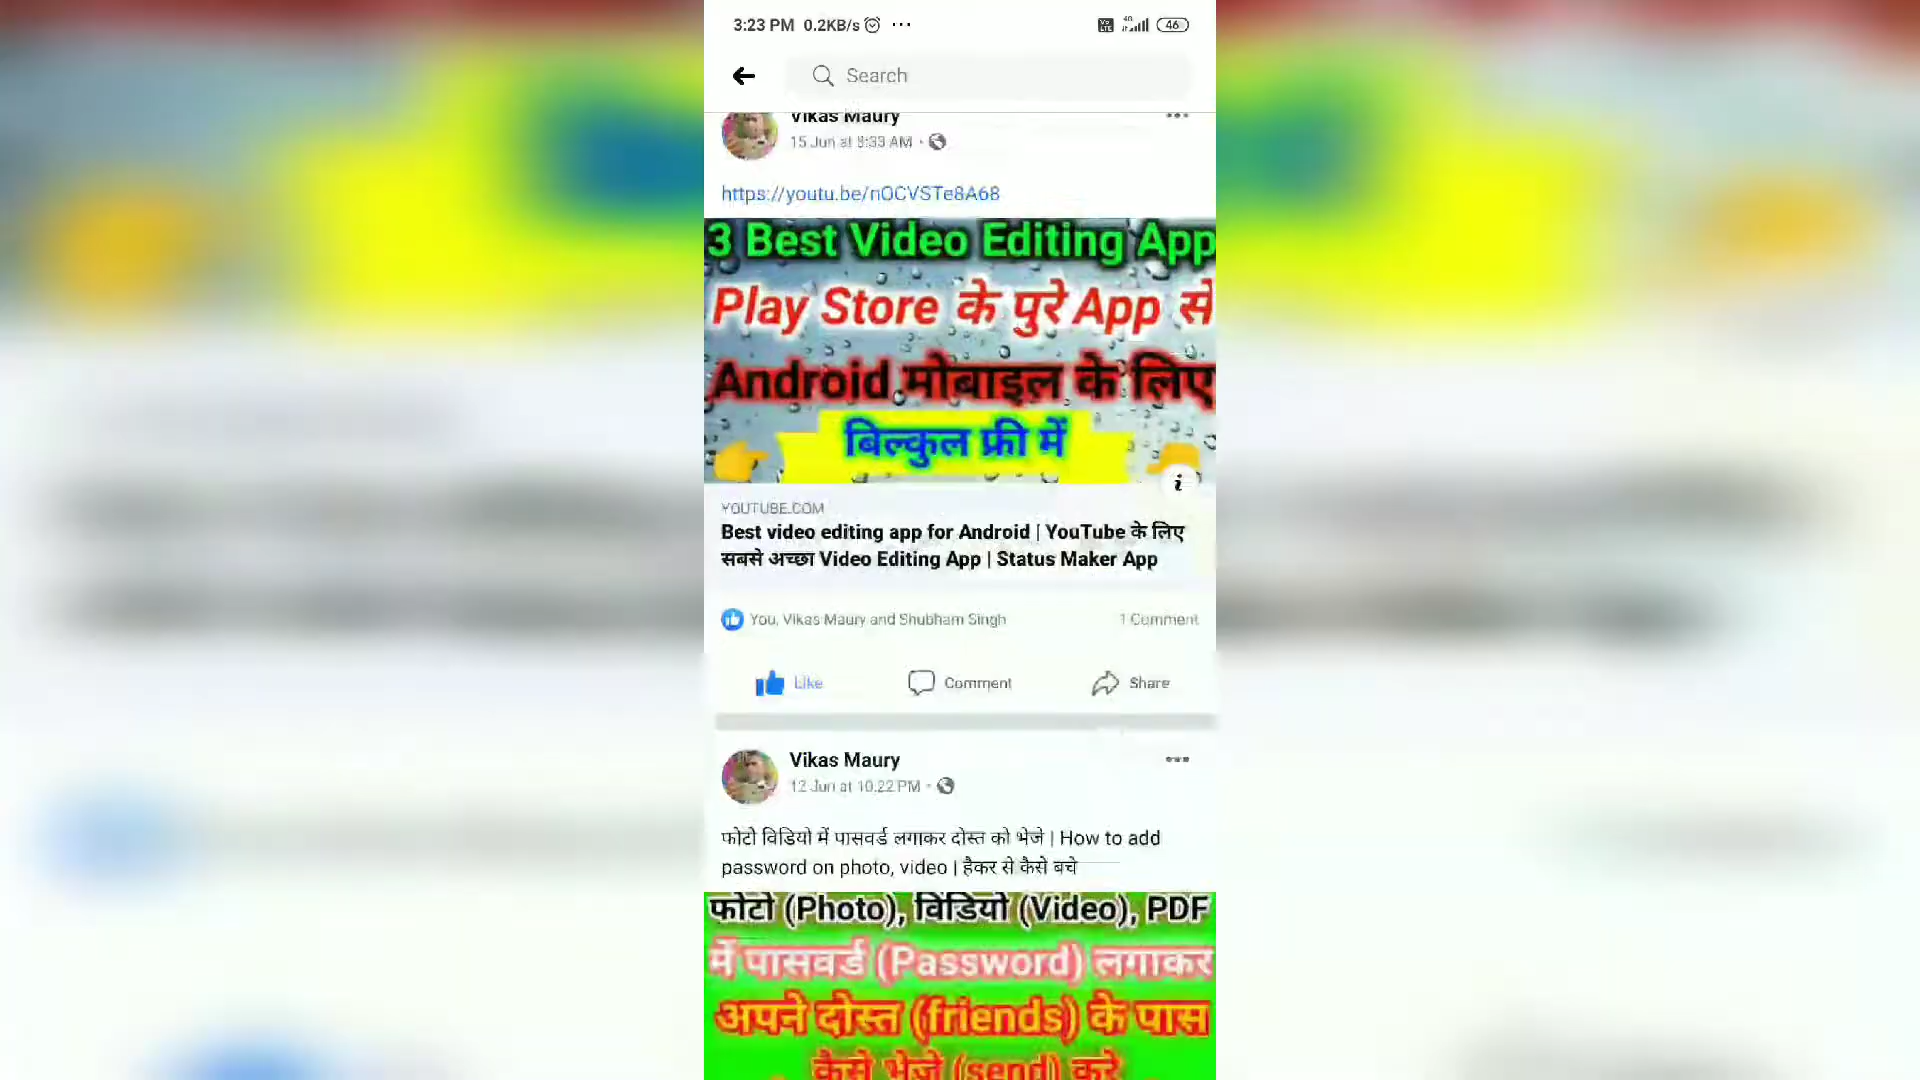 3:23 PM 0.2KB/s ...
46
Search
Vikas Maury
15 Jun at 8:33 AM
https://youtu.be/nOCVSTe8A68
3 Best Video Editing App
Play Store के पुरे App से
Android मोबाइल के लिए
बिल्कुल फ्री में
YOUTUBE.COM
Best video editing app for Android | YouTube के लिए
सबसे अच्छा Video Editing App | Status Maker App
You, Vikas Maury and Shubham Singh
1 Comment
Like
Comment
Share
Vikas Maury
12 Jun at 10.22 PM
फोटो विडियो में पासवर्ड लगाकर दोस्त को भेजे | How to add
password on photo, video | हैकर से कैसे बचे
फोटो (Photo), विडियो (Video), PDF
में पासवर्ड (Password) लगाकर
अपने दोस्त (friends) के पास
कैसे भेजे (send) करे